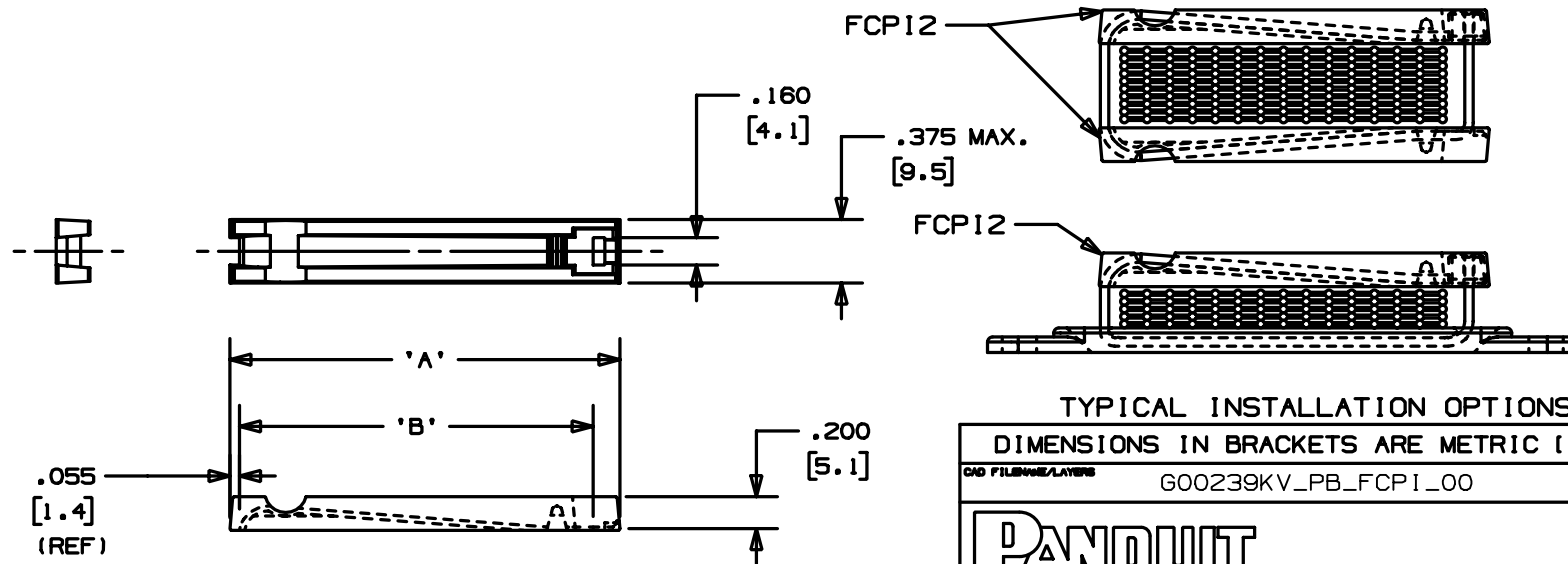 FCPI2
.160
[4.1]
.375 MAX.
[9.5]
FCPI2
'A'
'B'
.200
[5.1]
.055
[1.4]
(REF)
TYPICAL INSTALLATION OPTIONS
DIMENSIONS IN BRACKETS ARE METRIC [
CAD FILENAME/LAYERS
G00239KV_PB_FCPI_00
PANDUIT